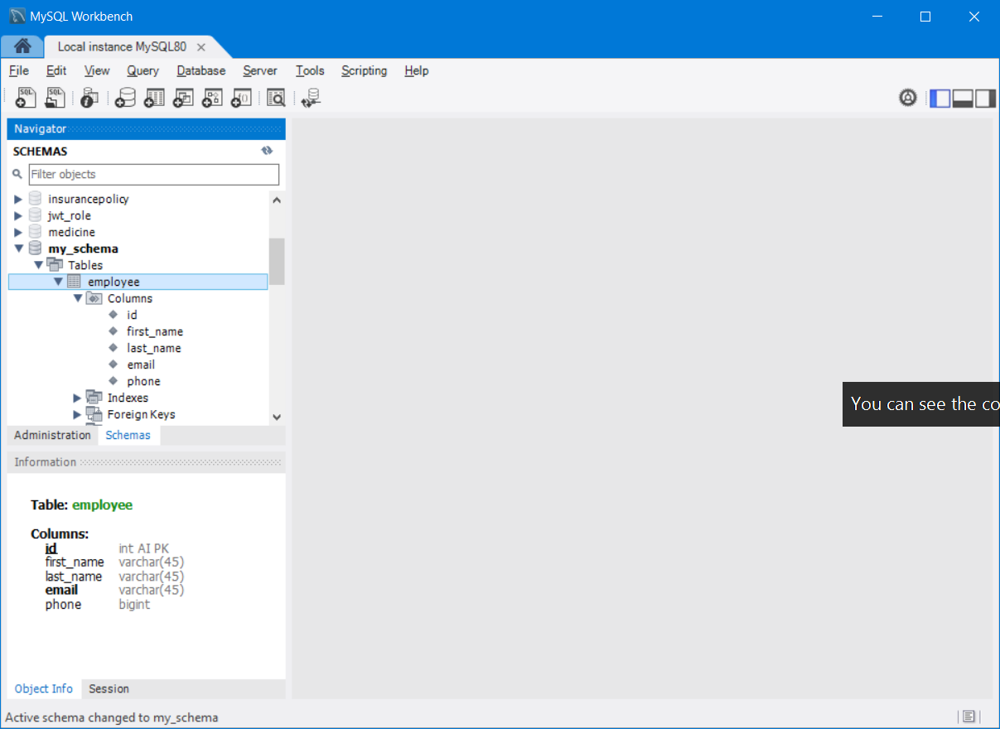 MySQL Workbench
Local instance MySQL80
File Edit View Query Database Server Tools Scripting Help
SQL SQL
Navigator
SCHEMAS
Filter objects
insurancepolicy
jwt_role
medicine
my_schema
Tables
employee
Columns
id
first_name
last_name
email
phone
Indexes
Foreign Keys
Administration Schemas
Information
Table: employee
Columns:
id int AI PK
first_name varchar(45)
last_name varchar(45)
email varchar(45)
phone bigint
Object Info Session
Active schema changed to my_schema
You can see the co